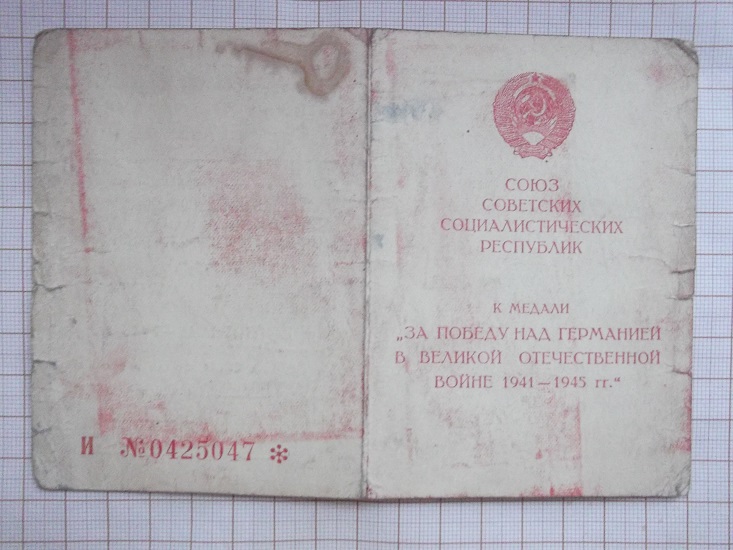 И №0425047 *
СОЮЗ
СОВЕТСКИХ
СОЦИАЛИСТИЧЕСКИХ
РЕСПУБЛИК
К МЕДАЛИ
„ЗА ПОБЕДУ НАД ГЕРМАНИЕЙ
В ВЕЛИКОЙ ОТЕЧЕСТВЕННОЙ
ВОЙНЕ 1941—1945 гг.“